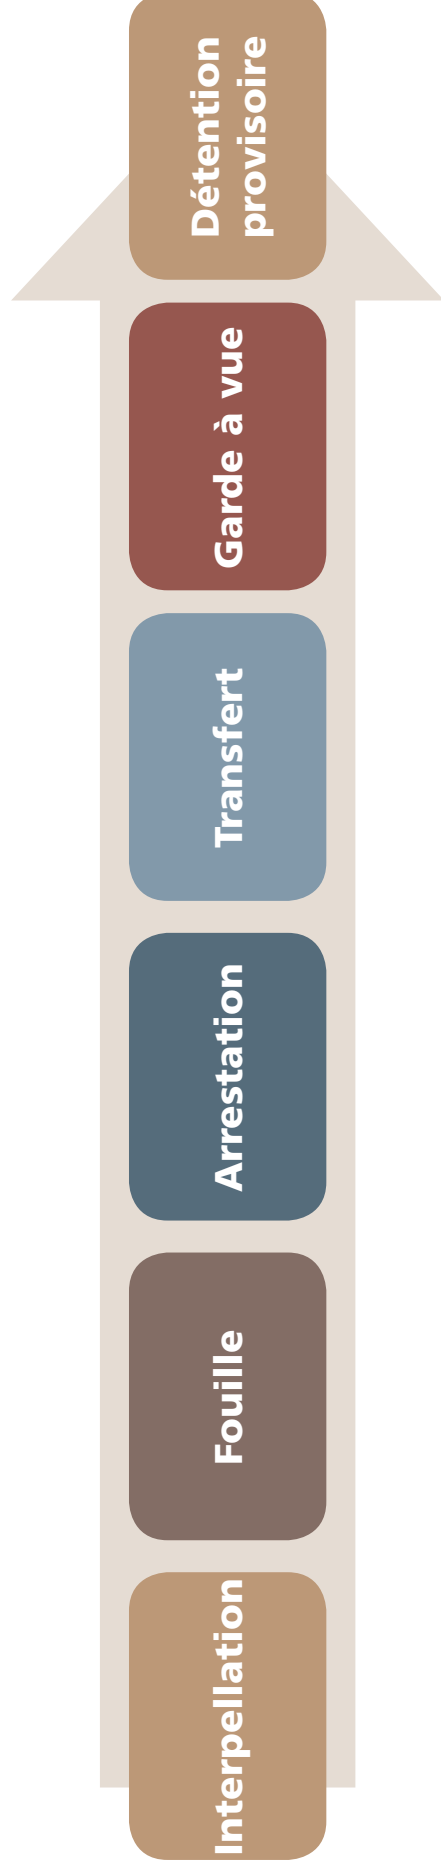 Interpellation
Fouille
Arrestation
Transfert
Garde à vue
Détention
provisoire